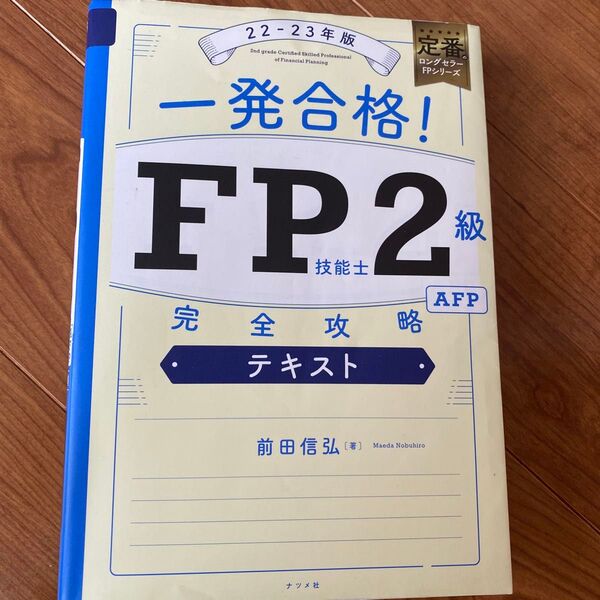 22-23年版
2nd grade Certified Skilled Professional
of Financial Planning
定番。
ロングセラー
FPシリーズ
一発合格!
FP技能士2級
AFP
完全攻略
テキスト
前田信弘[著] Maeda Nobuhiro
ナツメ社